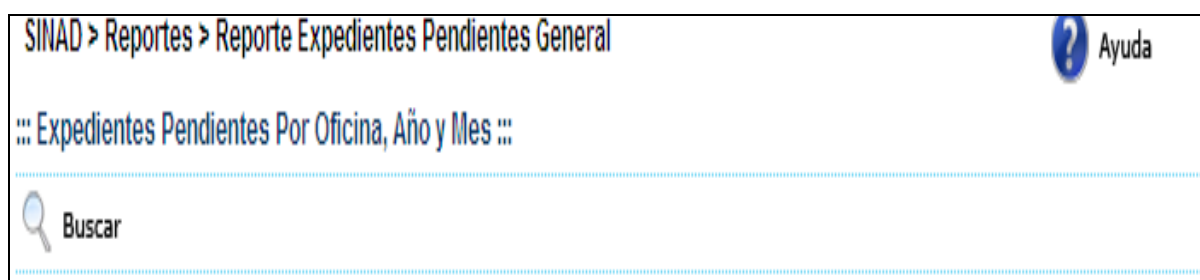 SINAD > Reportes > Reporte Expedientes Pendientes General
? Ayuda
::: Expedientes Pendientes Por Oficina, Año y Mes :::
Buscar